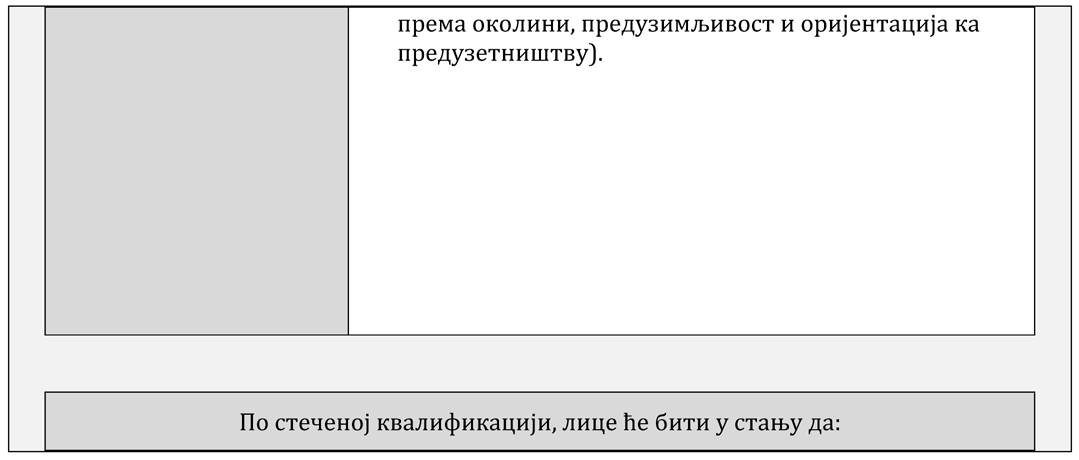 према околини, предузимљивост и оријентација ка
предузетништву).
По стеченој квалификацији, лице ће бити у стању да: